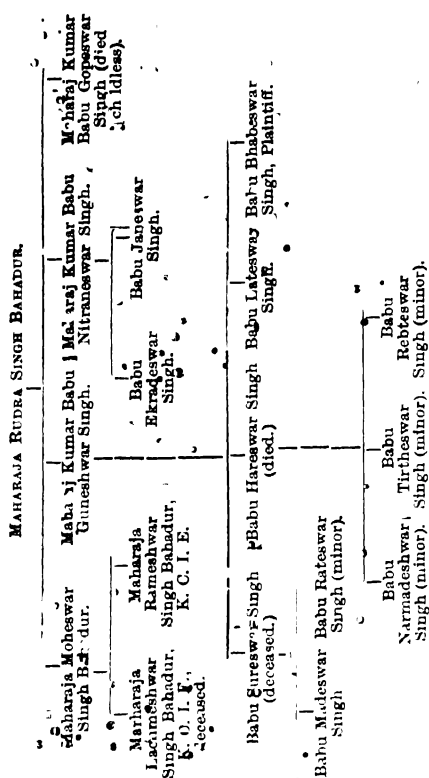 MAHARAJA RUDRA SINGH BAHADUR.
Maharaja Moheswar
Singh Bahadur.
Maharaj Kumar Babu
Guneshwar Singh.
Maharaj Kumar Babu
Nitraneswar Singh.
Maharaj Kumar
Babu Gopeswar
Singh (died
childless).
Marharaja
Lachmeshwar
Singh Bahadur,
K. C. I. E.,
deceased.
Maharaja
Rameshwar
Singh Bahadur,
K. C. I. E.
Babu
Ekradeswar
Singh.
Babu Janeswar
Singh.
Babu Sureswar Singh
(deceased.)
Babu Hareswar Singh
(died.)
Babu Lateswar
Singh.
Babu Bhabeswar
Singh, Plaintiff.
Babu Madeswar
Singh
Babu Rateswar
Singh (minor).
Babu
Narmadeshwar
Singh (minor).
Babu
Tirtheswar
Singh (minor).
Babu
Rebteswar
Singh (minor).